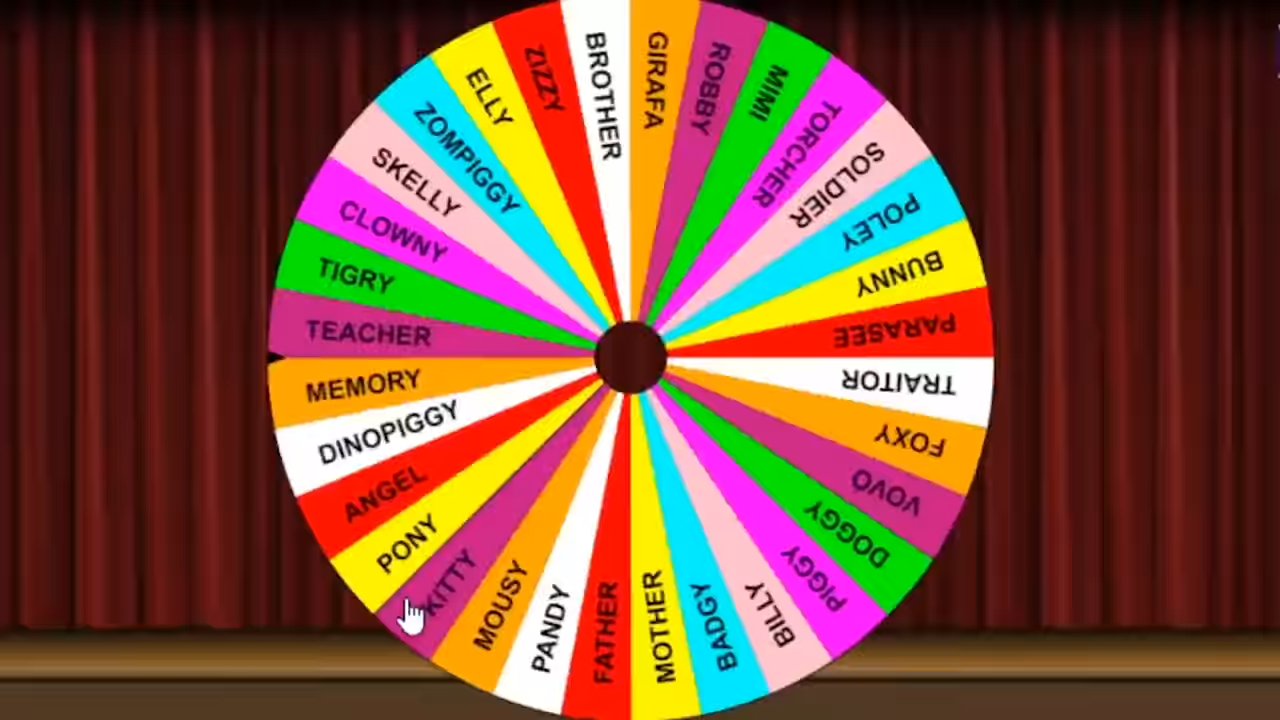 GIRAFA
ROBBY
MIMI
TORCHER
SOLDIER
POLEY
BUNNY
PARASEE
TRAITOR
FOXY
VOVÓ
DOGGY
PIGGY
BILLY
BADGY
MOTHER
FATHER
PANDY
MOUSY
KITTY
PONY
ANGEL
DINOPIGGY
MEMORY
TEACHER
TIGRY
CLOWNY
SKELLY
ZOMPIGGY
ELLY
ZIZZY
BROTHER